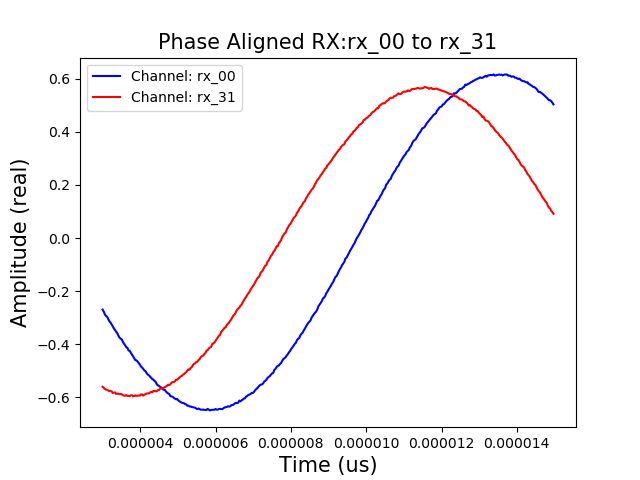 Phase Aligned RX:rx_00 to rx_31
Channel: rx_00
Channel: rx_31
Amplitude (real)
0.6
0.4
0.2
0.0
−0.2
−0.4
−0.6
0.000004 0.000006 0.000008 0.000010 0.000012 0.000014
Time (us)